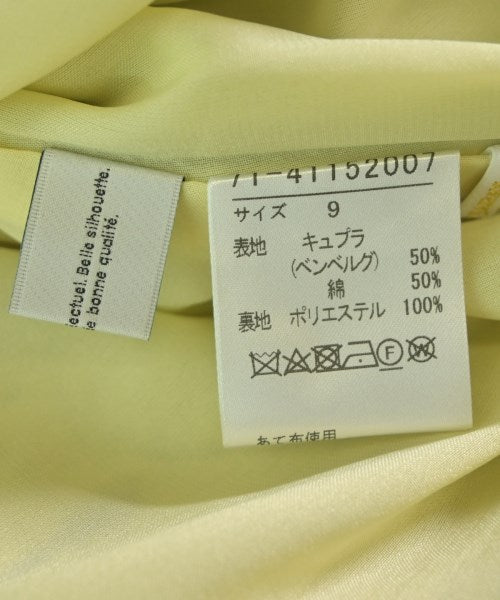 ectuel. Belle silhouette.
e bonne qualité.
71-41152007
サイズ 9
表地 キュプラ
(ベンベルグ) 50%
綿 50%
裏地 ポリエステル 100%
F W
あて布使用